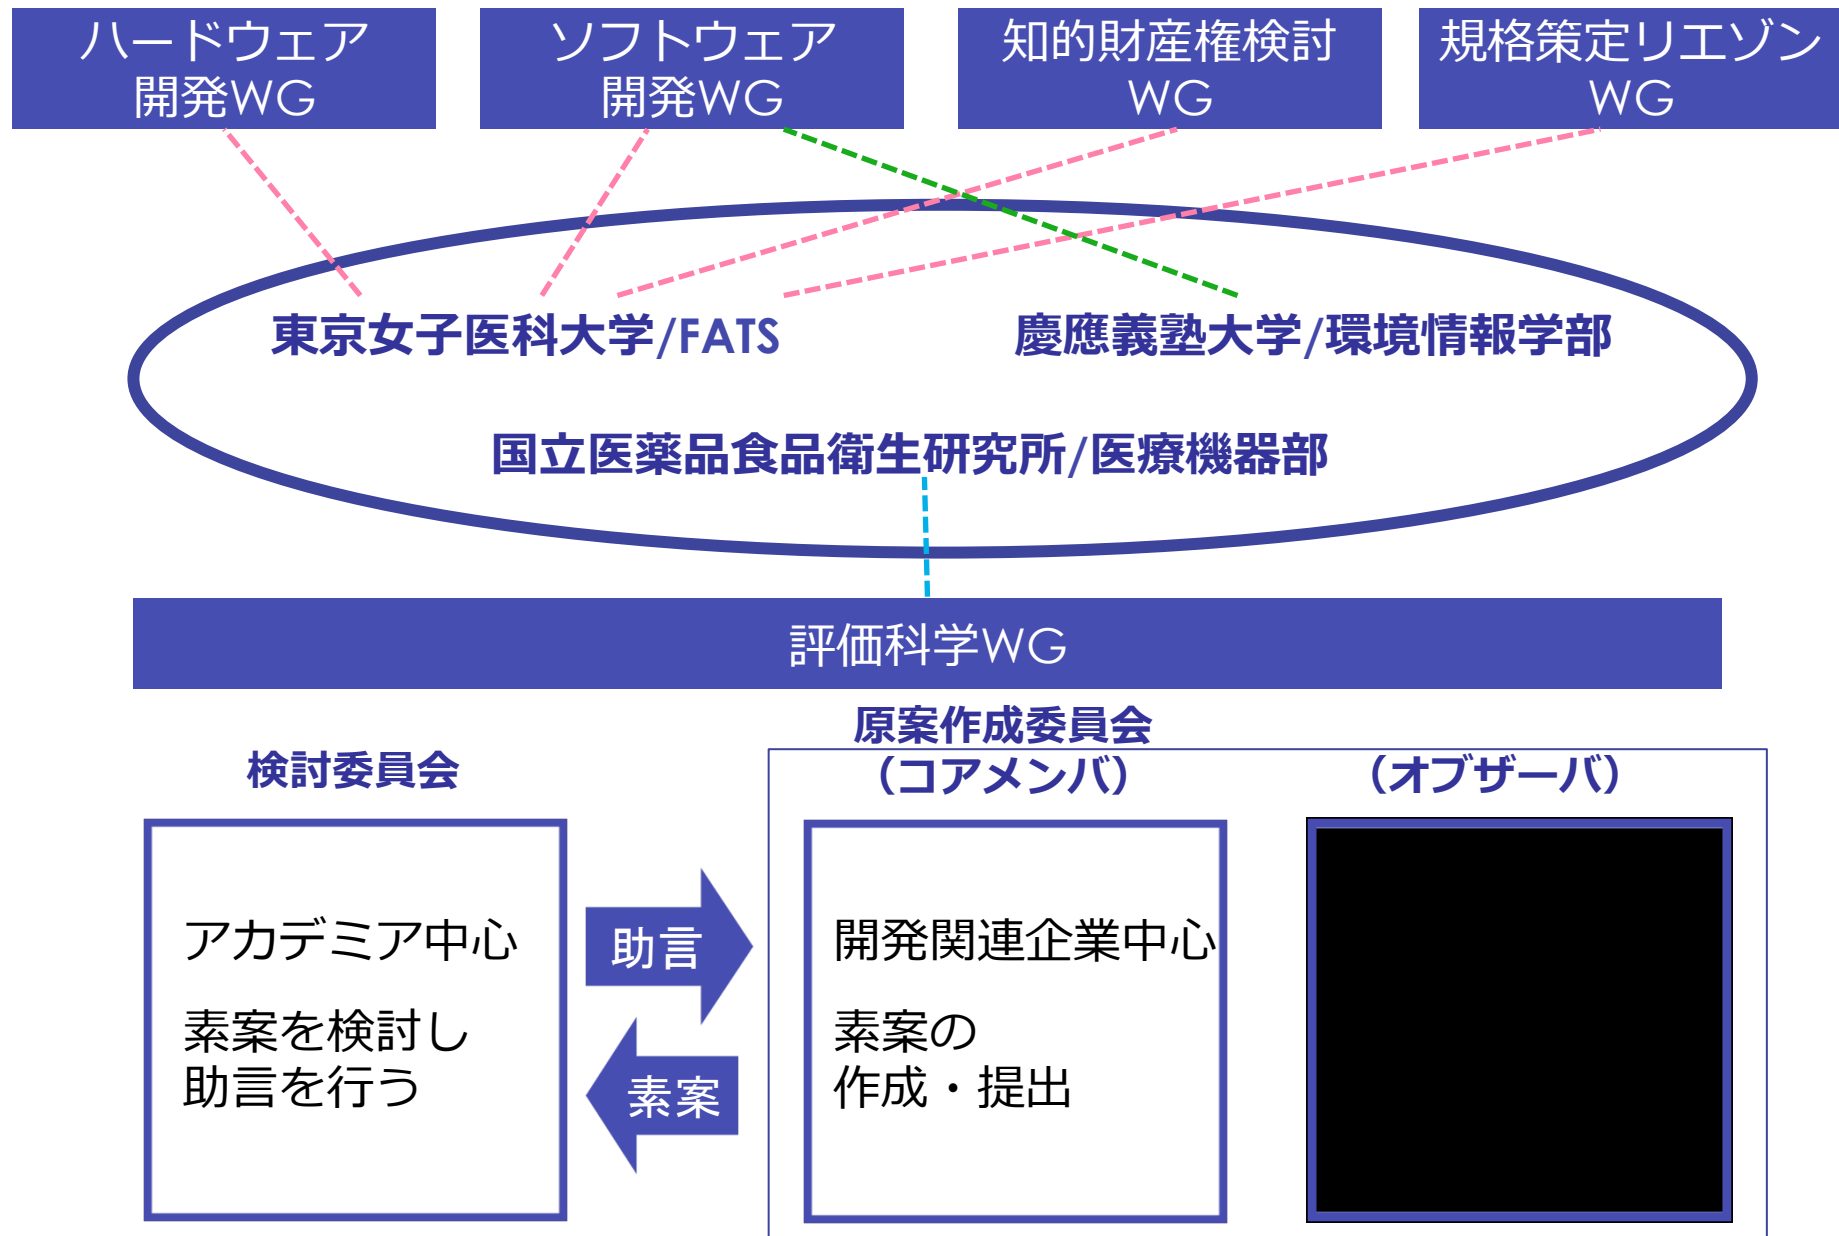 ハードウェア
開発WG
ソフトウェア
開発WG
知的財産権検討
WG
規格策定リエゾン
WG
東京女子医科大学/FATS
慶應義塾大学/環境情報学部
国立医薬品食品衛生研究所/医療機器部
評価科学WG
検討委員会
原案作成委員会
（コアメンバ）
（オブザーバ）
アカデミア中心
素案を検討し
助言を行う
助言
素案
開発関連企業中心
素案の
作成・提出